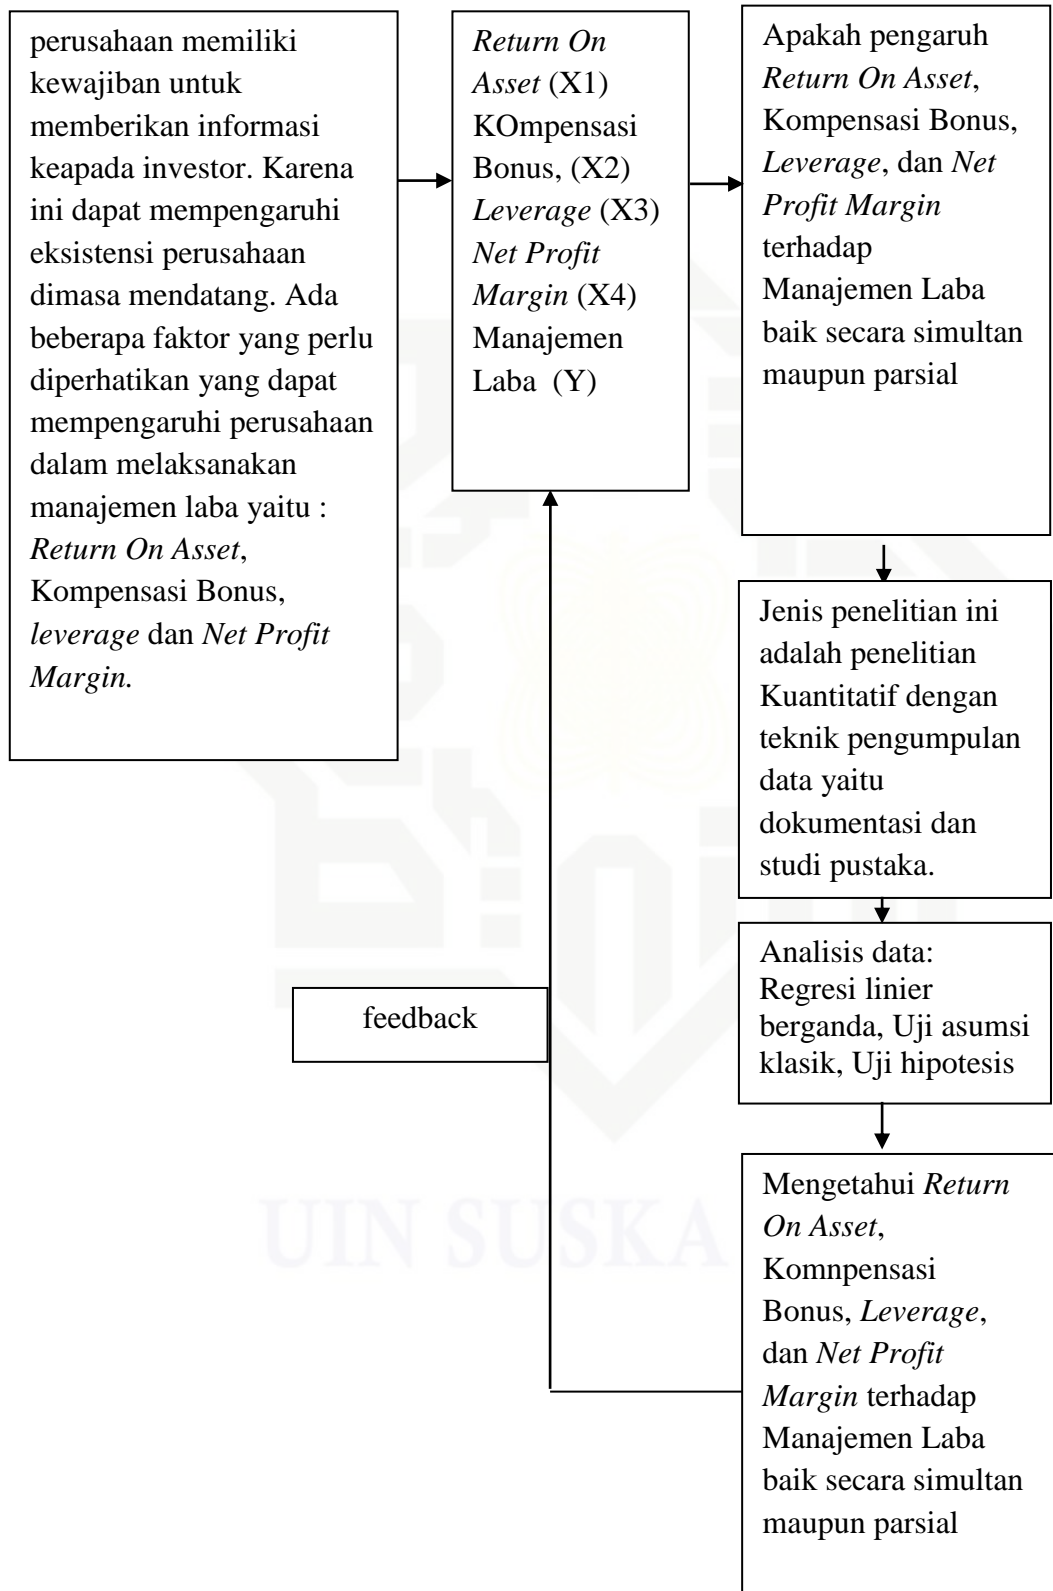 perusahaan memiliki
kewajiban untuk
memberikan informasi
keapada investor. Karena
ini dapat mempengaruhi
eksistensi perusahaan
dimasa mendatang. Ada
beberapa faktor yang perlu
diperhatikan yang dapat
mempengaruhi perusahaan
dalam melaksanakan
manajemen laba yaitu :
Return On Asset,
Kompensasi Bonus,
leverage dan Net Profit
Margin.
Return On
Asset (X1)
KOmpensasi
Bonus, (X2)
Leverage (X3)
Net Profit
Margin (X4)
Manajemen
Laba (Y)
Apakah pengaruh
Return On Asset,
Kompensasi Bonus,
Leverage, dan Net
Profit Margin
terhadap
Manajemen Laba
baik secara simultan
maupun parsial
Jenis penelitian ini
adalah penelitian
Kuantitatif dengan
teknik pengumpulan
data yaitu
dokumentasi dan
studi pustaka.
Analisis data:
Regresi linier
berganda, Uji asumsi
klasik, Uji hipotesis
feedback
Mengetahui Return
On Asset,
Komnpensasi
Bonus, Leverage,
dan Net Profit
Margin terhadap
Manajemen Laba
baik secara simultan
maupun parsial
UIN SUSKA